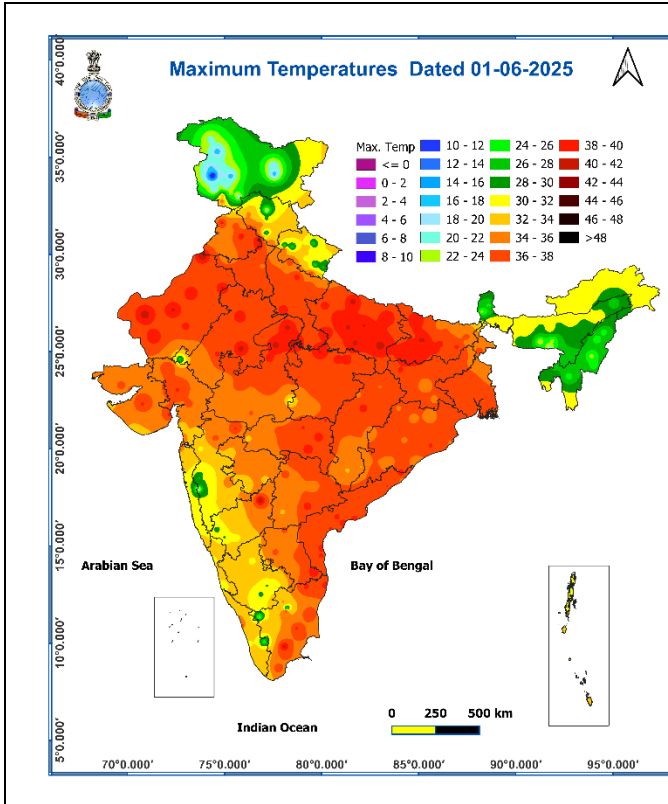 Maximum Temperatures Dated 01-06-2025
40°0.000'
35°0.000'
30°0.000'
25°0.000'
20°0.000'
15°0.000'
10°0.000'
5°0.000'
Max. Temp
<= 0
0 - 2
2 - 4
4 - 6
6 - 8
8 - 10
10 - 12
12 - 14
14 - 16
16 - 18
18 - 20
20 - 22
22 - 24
24 - 26
26 - 28
28 - 30
30 - 32
32 - 34
34 - 36
36 - 38
38 - 40
40 - 42
42 - 44
44 - 46
46 - 48
>48
Arabian Sea
Bay of Bengal
Indian Ocean
0 250 500 km
70°0.000' 75°0.000' 80°0.000' 85°0.000' 90°0.000' 95°0.000'